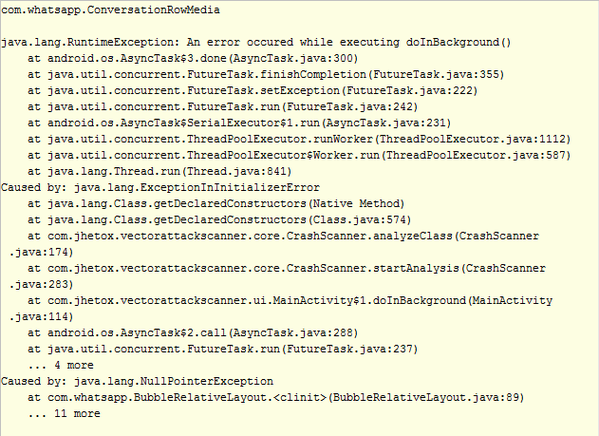 com.whatsapp.ConversationRowMedia
java.lang.RuntimeException: An error occured while executing doInBackground()
at android.os.AsyncTask$3.done(AsyncTask.java:300)
at java.util.concurrent.FutureTask.finishCompletion(FutureTask.java:355)
at java.util.concurrent.FutureTask.setException(FutureTask.java:222)
at java.util.concurrent.FutureTask.run(FutureTask.java:242)
at android.os.AsyncTask$SerialExecutor$1.run(AsyncTask.java:231)
at java.util.concurrent.ThreadPoolExecutor.runWorker(ThreadPoolExecutor.java:1112)
at java.util.concurrent.ThreadPoolExecutor$Worker.run(ThreadPoolExecutor.java:587)
at java.lang.Thread.run(Thread.java:841)
Caused by: java.lang.ExceptionInInitializerError
at java.lang.Class.getDeclaredConstructors(Native Method)
at java.lang.Class.getDeclaredConstructors(Class.java:574)
at com.jhetox.vectorattackscanner.core.CrashScanner.analyzeClass(CrashScanner
.java:174)
at com.jhetox.vectorattackscanner.core.CrashScanner.startAnalysis(CrashScanner
.java:283)
at com.jhetox.vectorattackscanner.ui.MainActivity$1.doInBackground(MainActivity
.java:114)
at android.os.AsyncTask$2.call(AsyncTask.java:288)
at java.util.concurrent.FutureTask.run(FutureTask.java:237)
... 4 more
Caused by: java.lang.NullPointerException
at com.whatsapp.BubbleRelativeLayout.<clinit>(BubbleRelativeLayout.java:89)
... 11 more